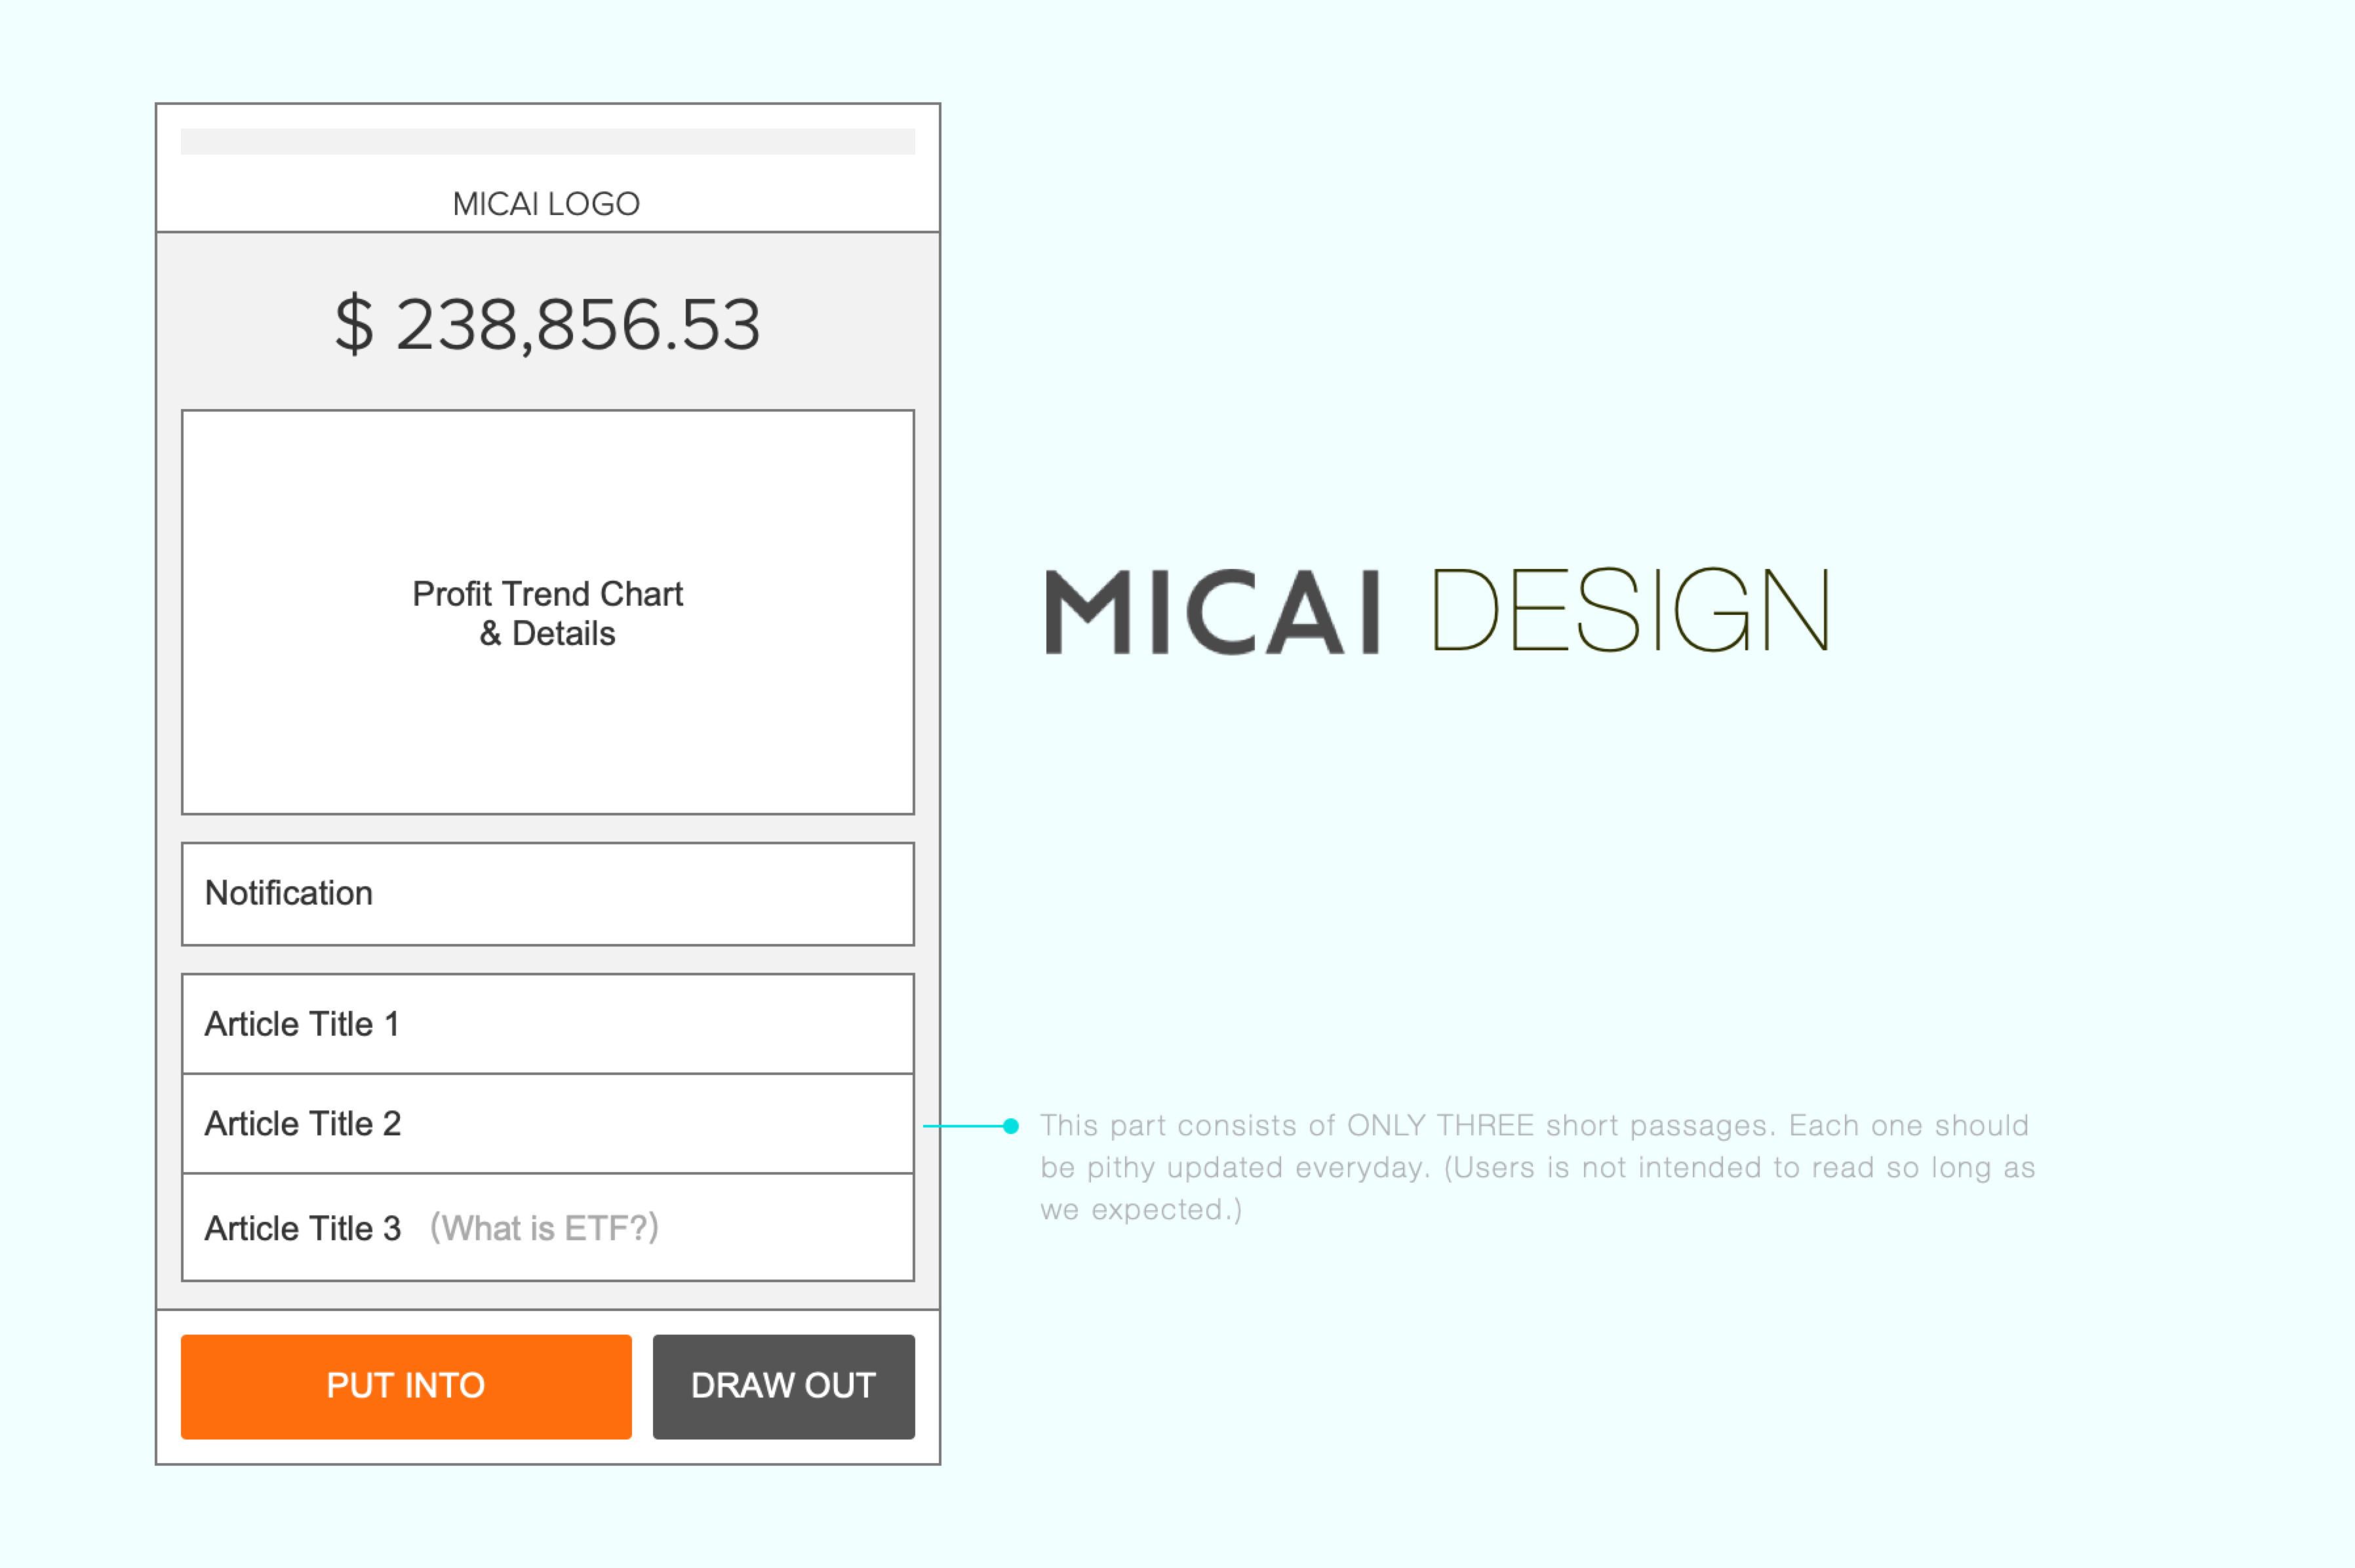 MICAI LOGO
$ 238,856.53
Profit Trend Chart
& Details
Notification
Article Title 1
Article Title 2
Article Title 3 (What is ETF?)
PUT INTO
DRAW OUT
MICAI DESIGN
This part consists of ONLY THREE short passages. Each one should
be pithy updated everyday. (Users is not intended to read so long as
we expected.)